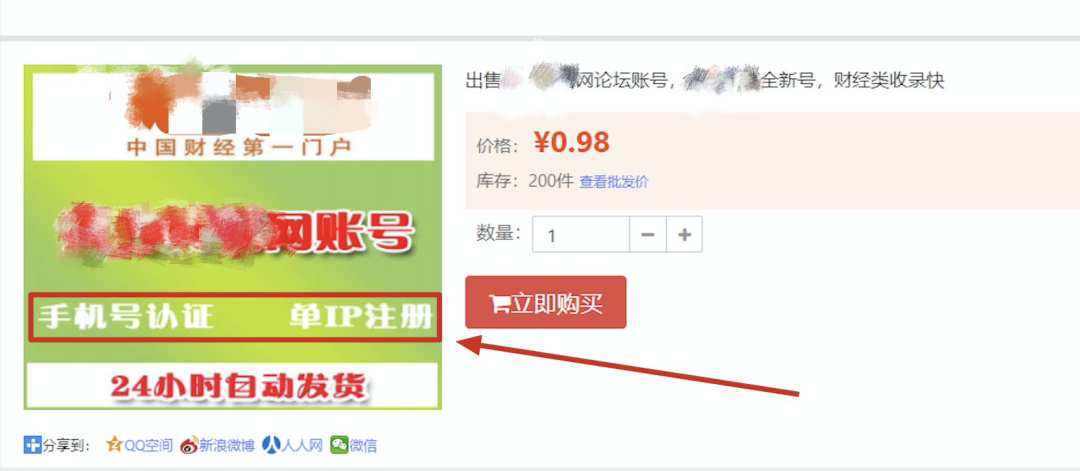 出售 网论坛账号， 全新号，财经类收录快
中国财经第一门户
网账号
手机号认证 单IP注册
24小时自动发货
价格： ¥0.98
库存：200件 查看批发价
数量： 1 − +
立即购买
分享到： QQ空间 新浪微博 人人网 微信